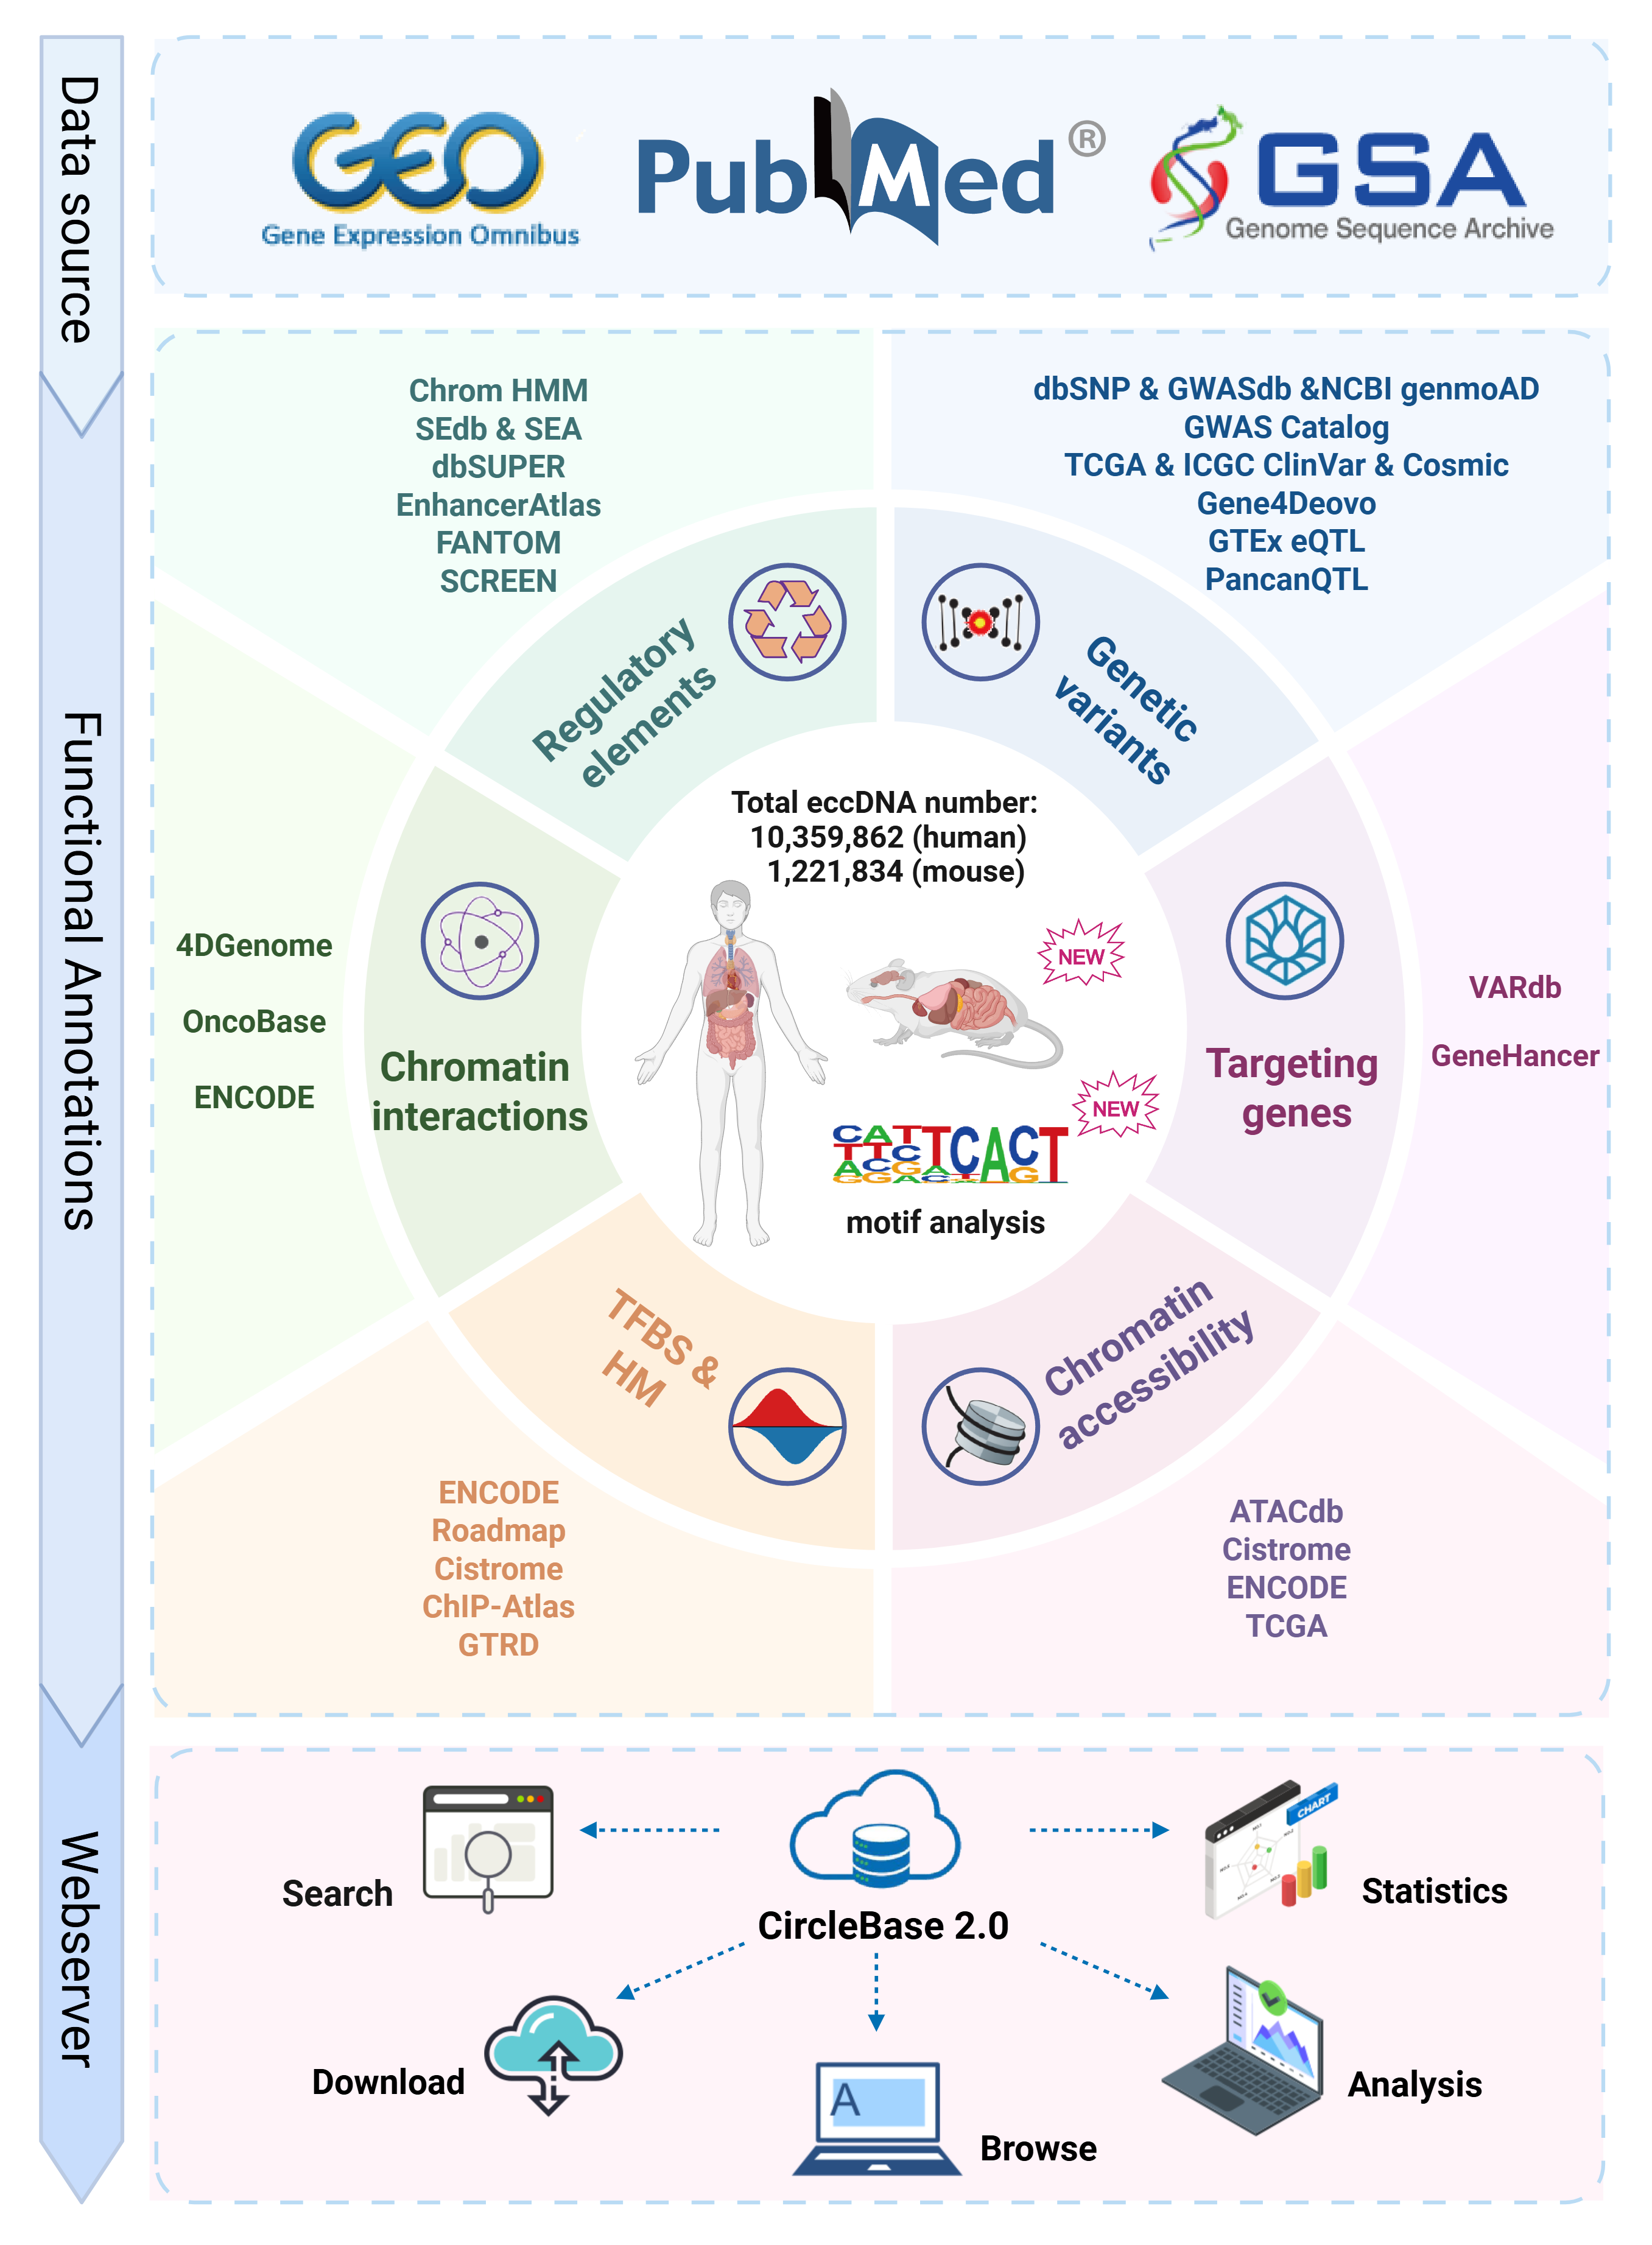 Data source
GEO
Gene Expression Omnibus
PubMed®
GSA
Genome Sequence Archive
Functional Annotations
Chrom HMM
SEdb & SEA
dbSUPER
EnhancerAtlas
FANTOM
SCREEN
dbSNP & GWASdb &NCBI genmoAD
GWAS Catalog
TCGA & ICGC ClinVar & Cosmic
Gene4Deovo
GTEx eQTL
PancanQTL
Regulatory
elements
Genetic
variants
Total eccDNA number:
10,359,862 (human)
1,221,834 (mouse)
4DGenome
OncoBase
ENCODE
Chromatin
interactions
NEW
NEW
TCACT
motif analysis
Targeting
genes
VARdb
GeneHancer
TFBS &
HM
Chromatin
accessibility
ENCODE
Roadmap
Cistrome
ChIP-Atlas
GTRD
ATACdb
Cistrome
ENCODE
TCGA
Webserver
Search
CircleBase 2.0
CHART
Statistics
Download
A
Browse
Analysis